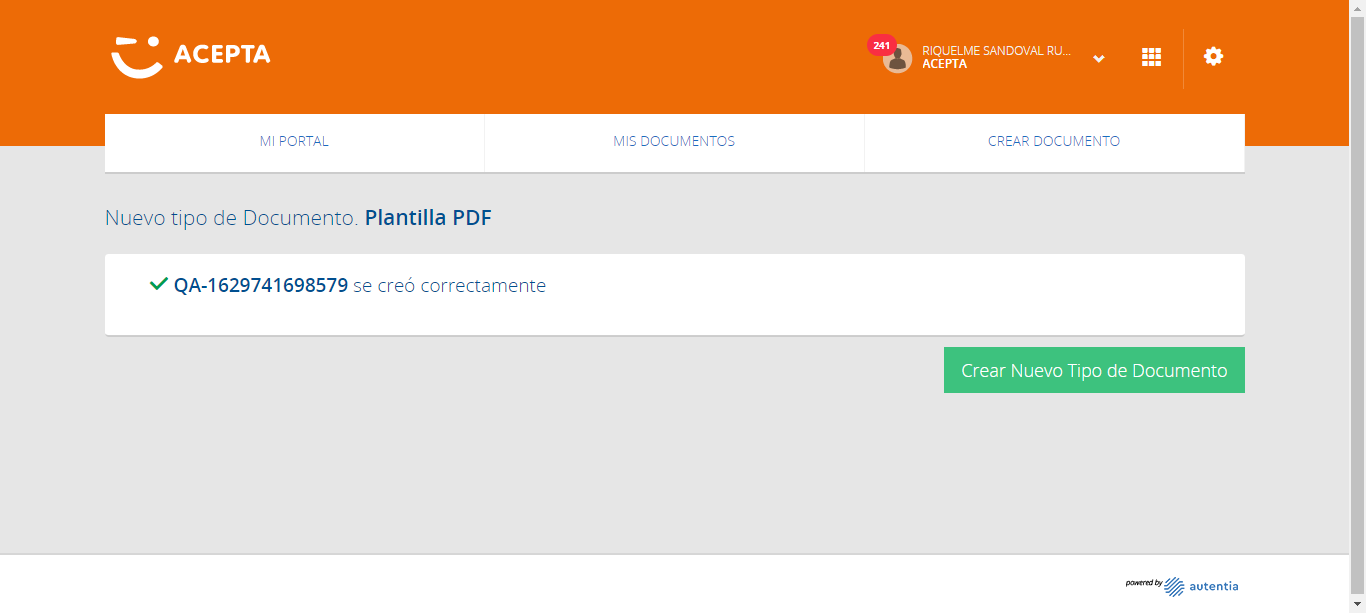 ACEPTA
241
RIQUELME SANDOVAL RU...
ACEPTA
MI PORTAL
MIS DOCUMENTOS
CREAR DOCUMENTO
Nuevo tipo de Documento. Plantilla PDF
QA-1629741698579 se creó correctamente
Crear Nuevo Tipo de Documento
powered by autentia